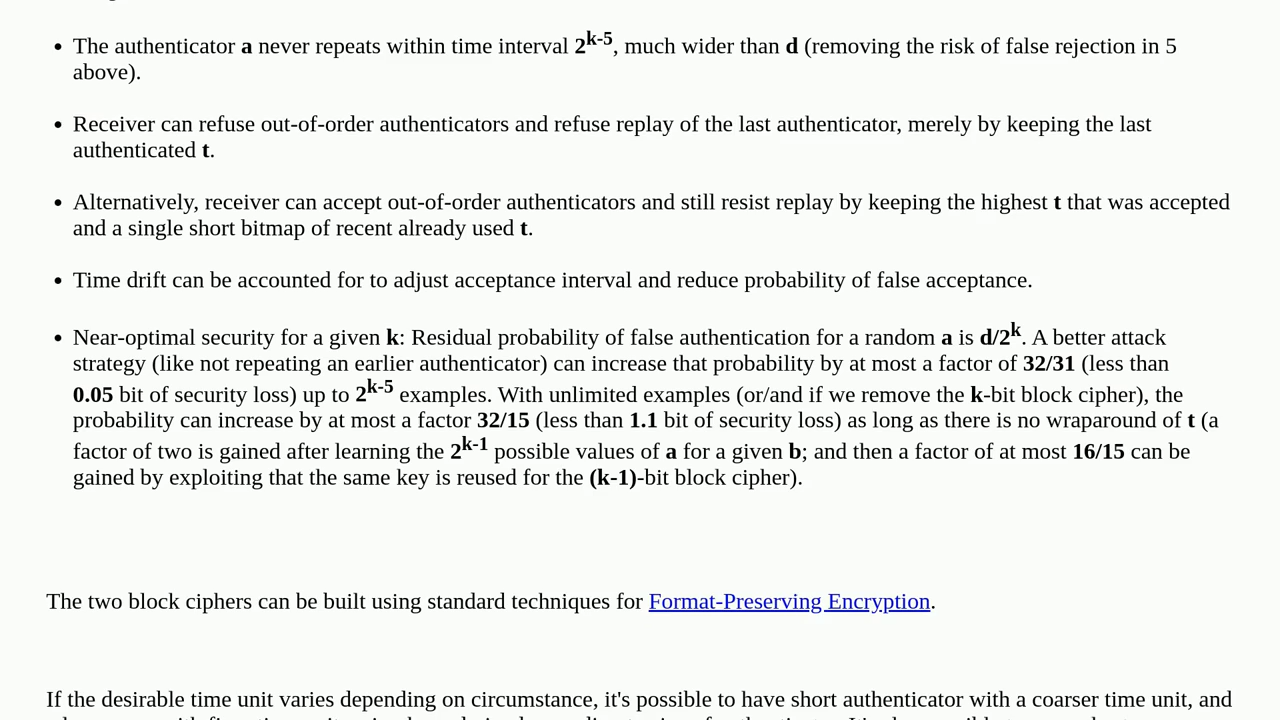 • The authenticator a never repeats within time interval 2^k-5, much wider than d (removing the risk of false rejection in 5
above).
• Receiver can refuse out-of-order authenticators and refuse replay of the last authenticator, merely by keeping the last
authenticated t.
• Alternatively, receiver can accept out-of-order authenticators and still resist replay by keeping the highest t that was accepted
and a single short bitmap of recent already used t.
• Time drift can be accounted for to adjust acceptance interval and reduce probability of false acceptance.
• Near-optimal security for a given k: Residual probability of false authentication for a random a is d/2^k. A better attack
strategy (like not repeating an earlier authenticator) can increase that probability by at most a factor of 32/31 (less than
0.05 bit of security loss) up to 2^k-5 examples. With unlimited examples (or/and if we remove the k-bit block cipher), the
probability can increase by at most a factor 32/15 (less than 1.1 bit of security loss) as long as there is no wraparound of t (a
factor of two is gained after learning the 2^k-1 possible values of a for a given b; and then a factor of at most 16/15 can be
gained by exploiting that the same key is reused for the (k-1)-bit block cipher).
The two block ciphers can be built using standard techniques for Format-Preserving Encryption.
If the desirable time unit varies depending on circumstance, it's possible to have short authenticator with a coarser time unit, and